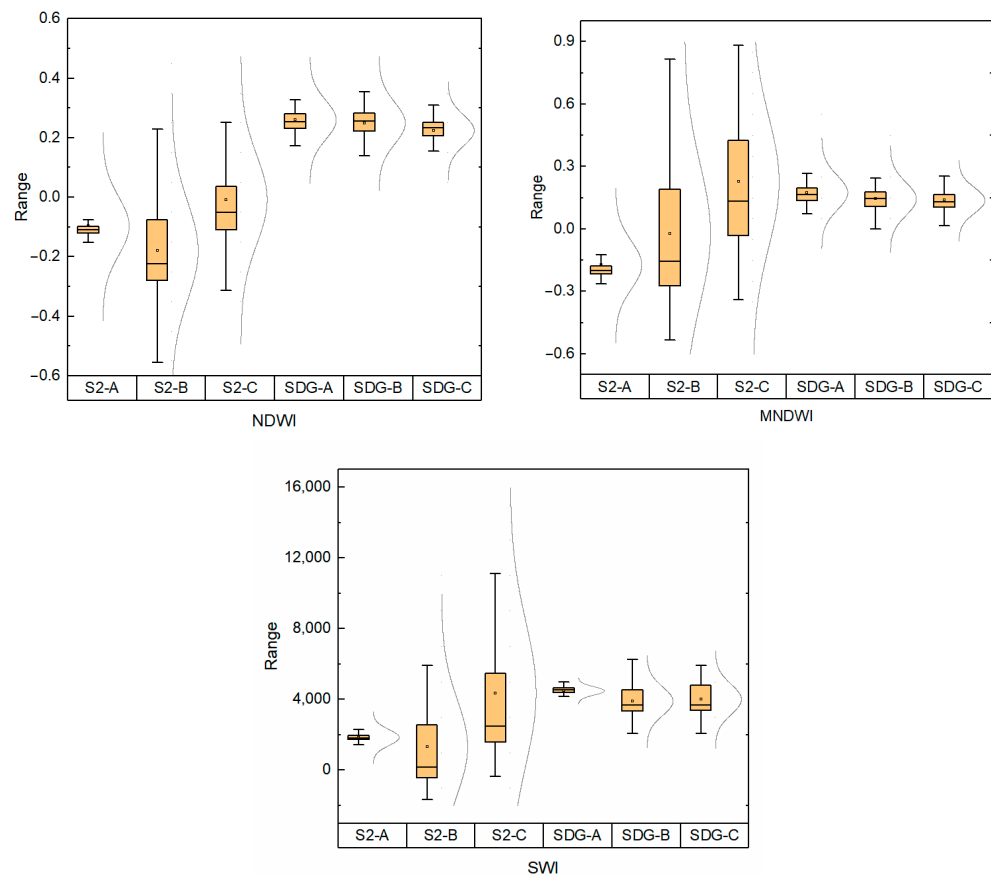 0.6
0.4
0.2
0.0
−0.2
−0.4
−0.6
Range
S2-A S2-B S2-C SDG-A SDG-B SDG-C
NDWI
0.9
0.6
0.3
0.0
−0.3
−0.6
Range
S2-A S2-B S2-C SDG-A SDG-B SDG-C
MNDWI
16,000
12,000
8,000
4,000
0
Range
S2-A S2-B S2-C SDG-A SDG-B SDG-C
SWI